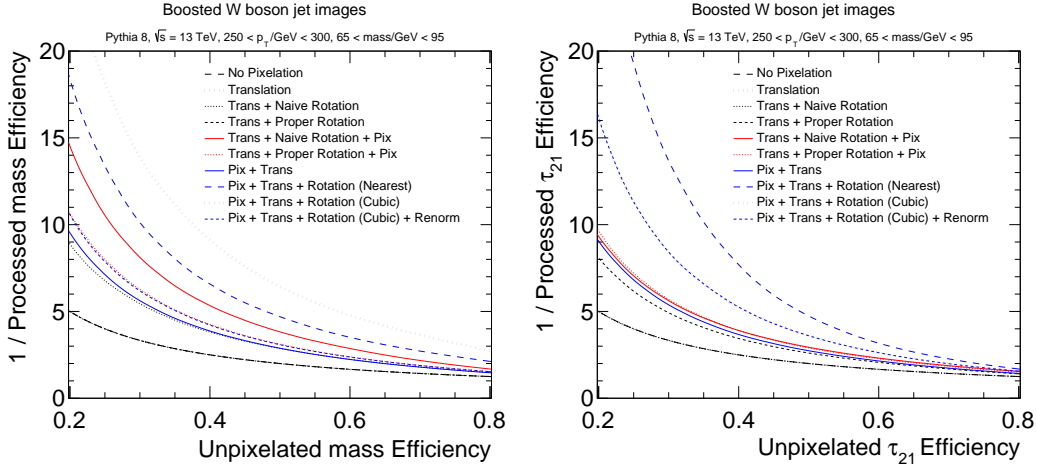 Boosted W boson jet images
Pythia 8, √s = 13 TeV, 250 < p_T/GeV < 300, 65 < mass/GeV < 95
1 / Processed mass Efficiency
20
15
10
5
0
No Pixelation
Translation
Trans + Naive Rotation
Trans + Proper Rotation
Trans + Naive Rotation + Pix
Trans + Proper Rotation + Pix
Pix + Trans
Pix + Trans + Rotation (Nearest)
Pix + Trans + Rotation (Cubic)
Pix + Trans + Rotation (Cubic) + Renorm
0.2 0.4 0.6 0.8
Unpixelated mass Efficiency
Boosted W boson jet images
Pythia 8, √s = 13 TeV, 250 < p_T/GeV < 300, 65 < mass/GeV < 95
1 / Processed τ_21 Efficiency
20
15
10
5
0
No Pixelation
Translation
Trans + Naive Rotation
Trans + Proper Rotation
Trans + Naive Rotation + Pix
Trans + Proper Rotation + Pix
Pix + Trans
Pix + Trans + Rotation (Nearest)
Pix + Trans + Rotation (Cubic)
Pix + Trans + Rotation (Cubic) + Renorm
0.2 0.4 0.6 0.8
Unpixelated τ_21 Efficiency